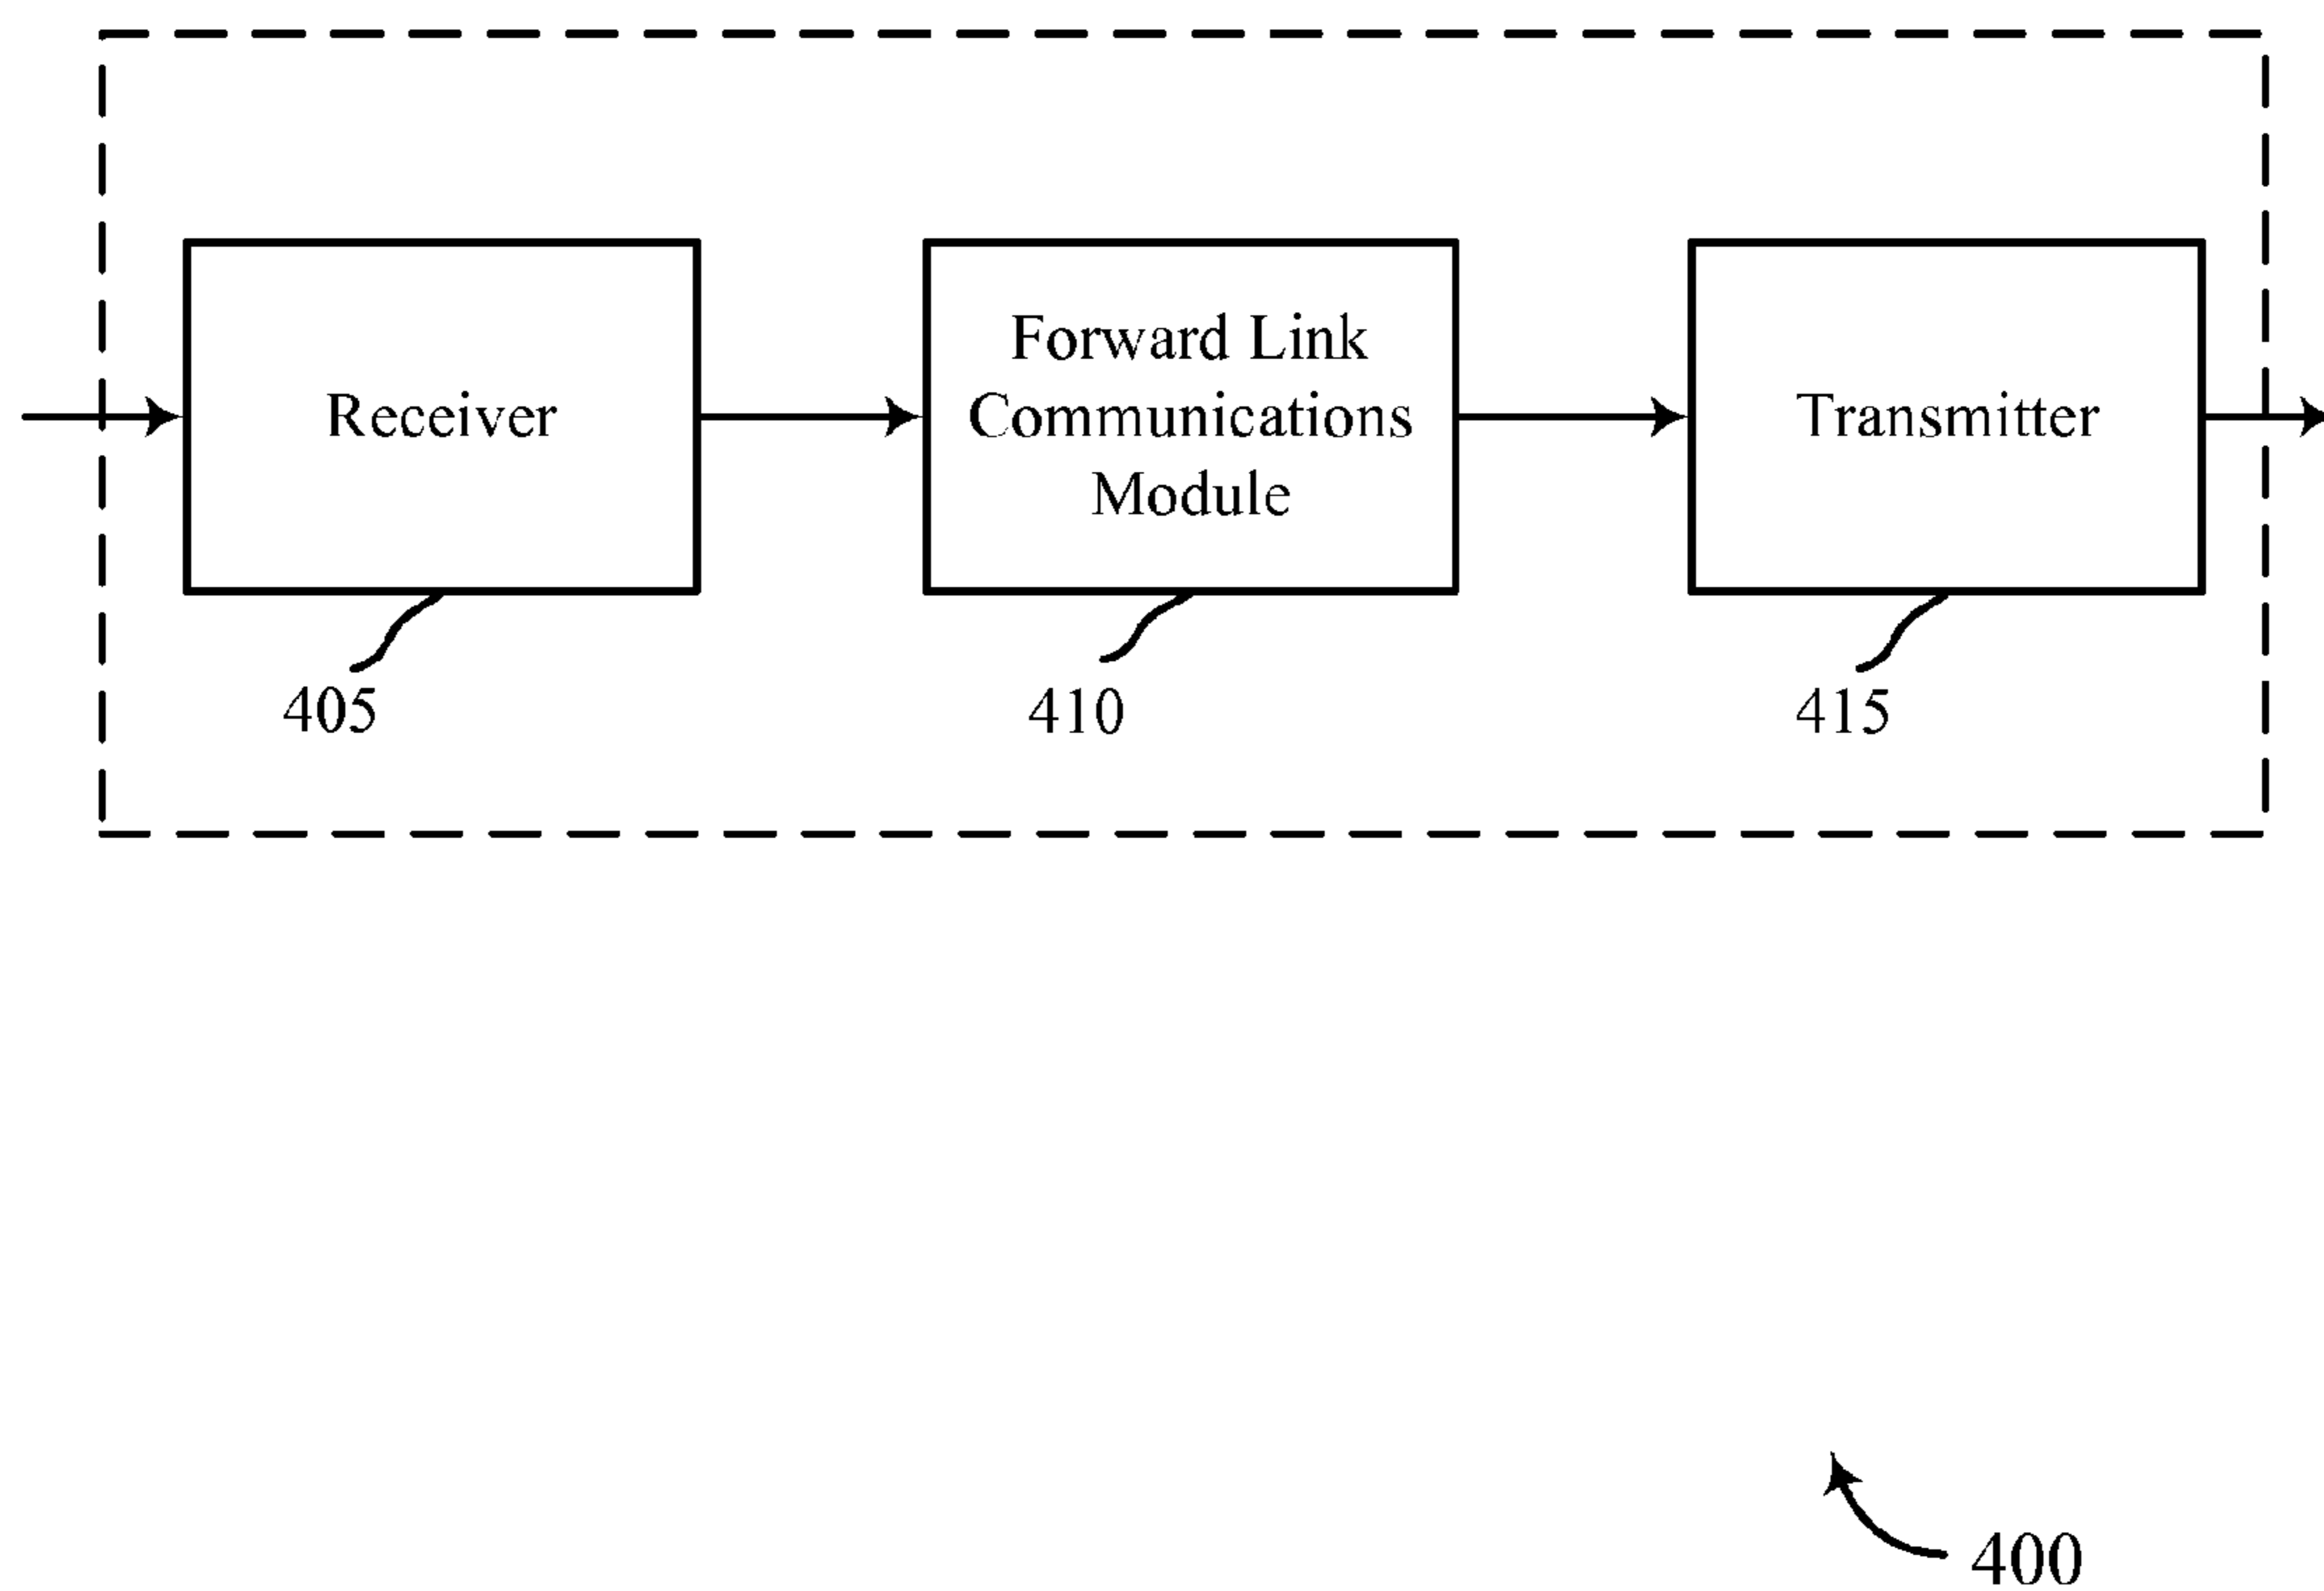 Receiver
Forward Link
Communications
Module
Transmitter
405
410
415
400